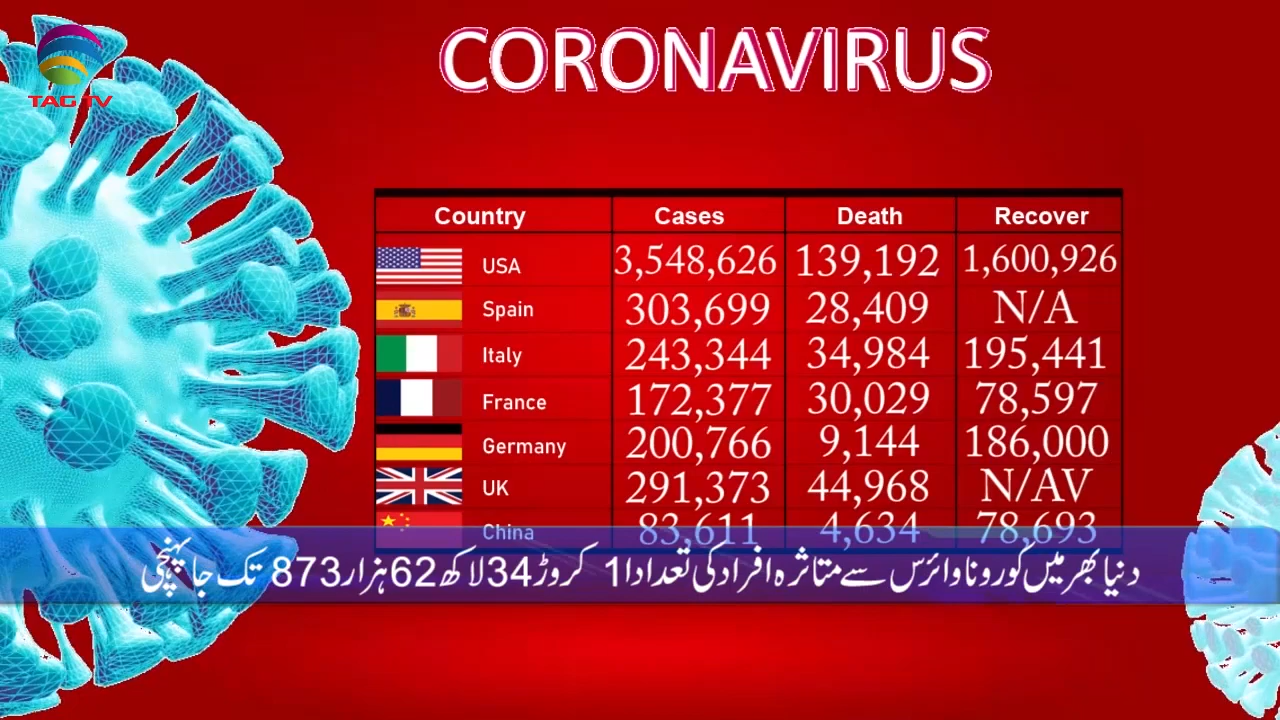 TAG TV
CORONAVIRUS
Country Cases Death Recover
USA 3,548,626 139,192 1,600,926
Spain 303,699 28,409 N/A
Italy 243,344 34,984 195,441
France 172,377 30,029 78,597
Germany 200,766 9,144 186,000
UK 291,373 44,968 N/AV
China 83,611 4,634 78,693
دنیا بھر میں کورونا وائرس سے متاثرہ افراد کی تعداد ا1 کروڑ 34 لاکھ 62 ہزار 873 تک جا پہنچی